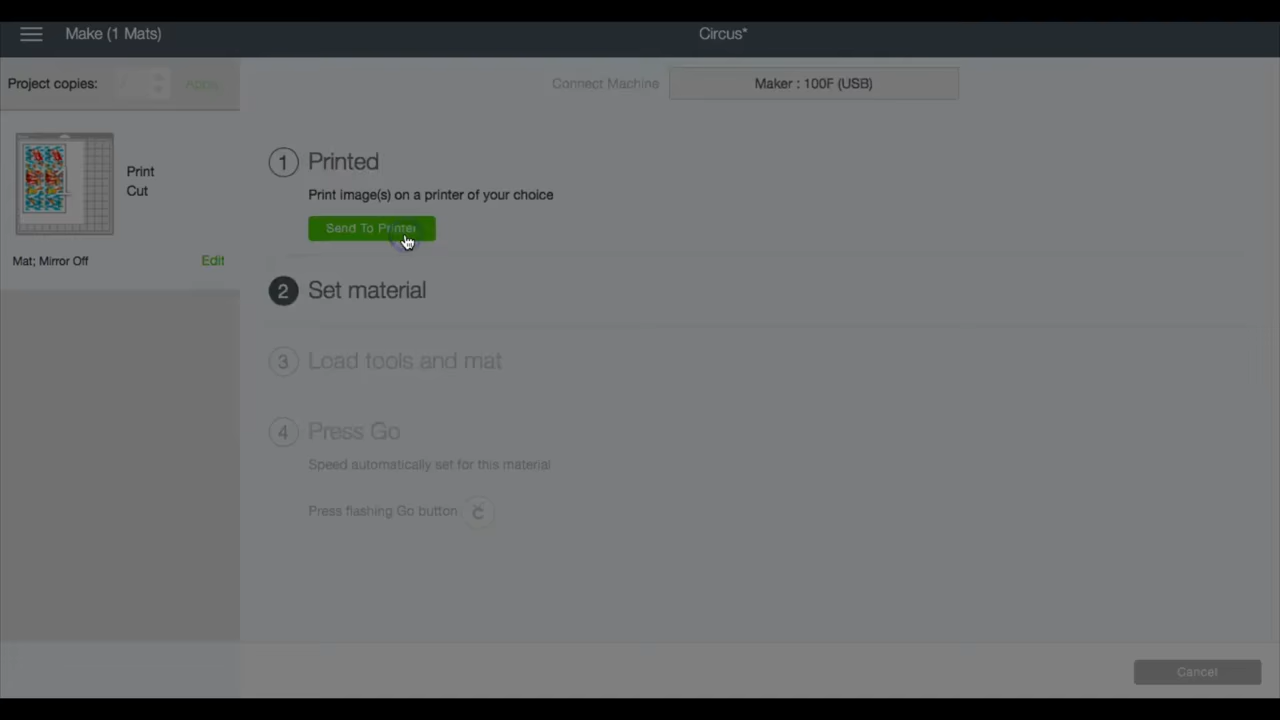 Make (1 Mats)
Circus*
Project copies:
Apply
Connect Machine
Maker : 100F (USB)
Print
Cut
Mat; Mirror Off
Edit
1 Printed
Print image(s) on a printer of your choice
Send To Printer
2 Set material
3 Load tools and mat
4 Press Go
Speed automatically set for this material
Press flashing Go button
Cancel